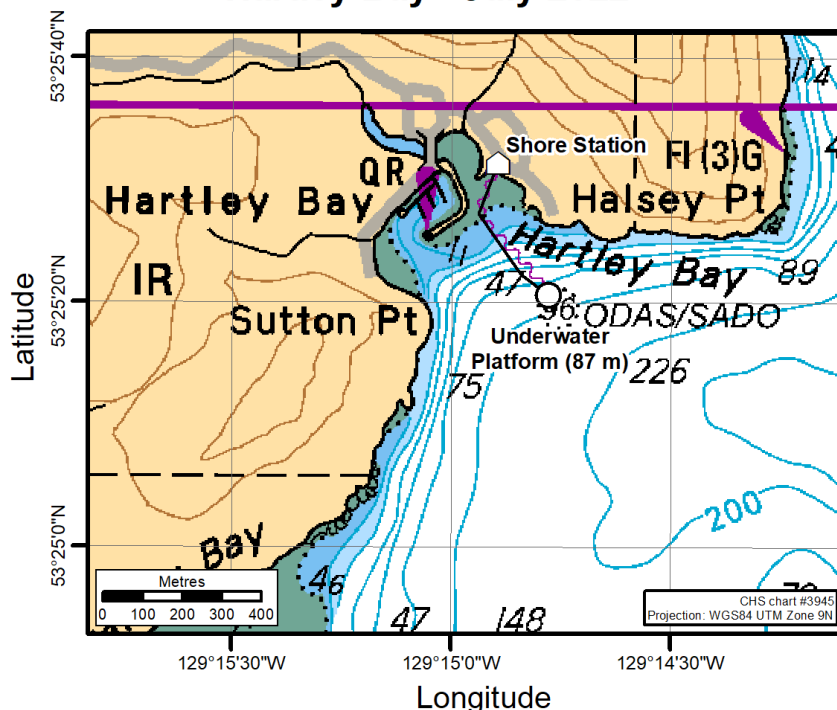 53°25'40"N
114
Shore Station
Fl (3)G
QR
4
Hartley Bay
Halsey Pt
Hartley Bay
11
IR
47
89
53°25'20"N
96
ODAS/SADO
Sutton Pt
Underwater
Platform (87 m)
226
75
Latitude
200
Bay
53°25'0"N
Metres
46
0 100 200 300 400
47
148
CHS chart #3945
Projection: WGS84 UTM Zone 9N
129°15'30"W
129°15'0"W
129°14'30"W
Longitude